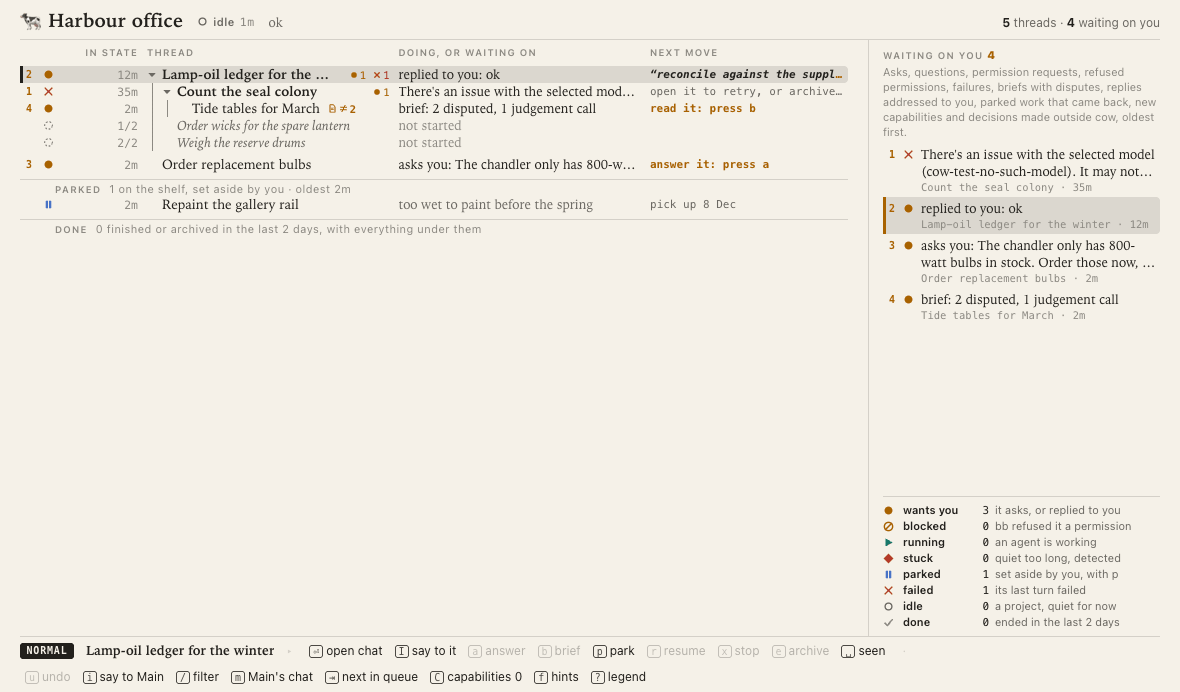 Harbour office idle 1m ok
5 threads · 4 waiting on you
IN STATE THREAD DOING, OR WAITING ON NEXT MOVE
2 12m Lamp-oil ledger for the … 1 1 replied to you: ok “reconcile against the suppl…
1 35m Count the seal colony 1 There's an issue with the selected mod… open it to retry, or archive…
4 2m Tide tables for March ≠2 brief: 2 disputed, 1 judgement call read it: press b
1/2 Order wicks for the spare lantern not started
2/2 Weigh the reserve drums not started
3 2m Order replacement bulbs asks you: The chandler only has 800-w… answer it: press a
PARKED 1 on the shelf, set aside by you · oldest 2m
2m Repaint the gallery rail too wet to paint before the spring pick up 8 Dec
DONE 0 finished or archived in the last 2 days, with everything under them
WAITING ON YOU 4
Asks, questions, permission requests, refused
permissions, failures, briefs with disputes, replies
addressed to you, parked work that came back, new
capabilities and decisions made outside cow, oldest
first.
1 There's an issue with the selected model
(cow-test-no-such-model). It may not…
Count the seal colony · 35m
2 replied to you: ok
Lamp-oil ledger for the winter · 12m
3 asks you: The chandler only has 800-
watt bulbs in stock. Order those now, …
Order replacement bulbs · 2m
4 brief: 2 disputed, 1 judgement call
Tide tables for March · 2m
wants you 3 it asks, or replied to you
blocked 0 bb refused it a permission
running 0 an agent is working
stuck 0 quiet too long, detected
parked 1 set aside by you, with p
failed 1 its last turn failed
idle 0 a project, quiet for now
done 0 ended in the last 2 days
NORMAL Lamp-oil ledger for the winter · ⏎ open chat I say to it a answer b brief p park r resume x stop e archive ␣ seen ·
u undo i say to Main / filter m Main's chat ⇥ next in queue C capabilities 0 f hints ? legend